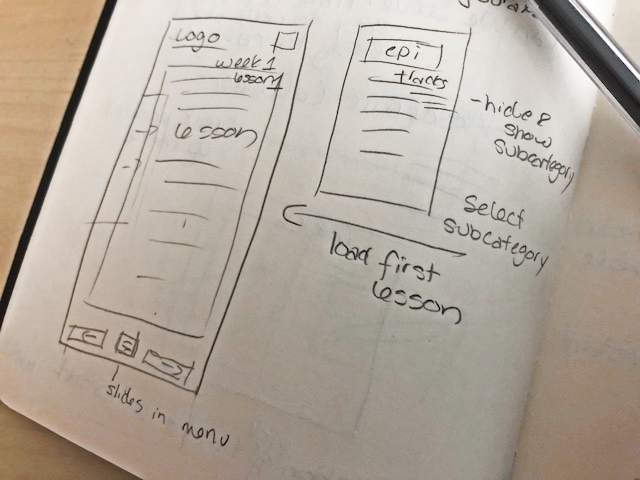 Logo
week 1
lesson 1
lesson
slides in menu
epi
tracks
- hide &
show
subcategory
select
subcategory
load first
lesson